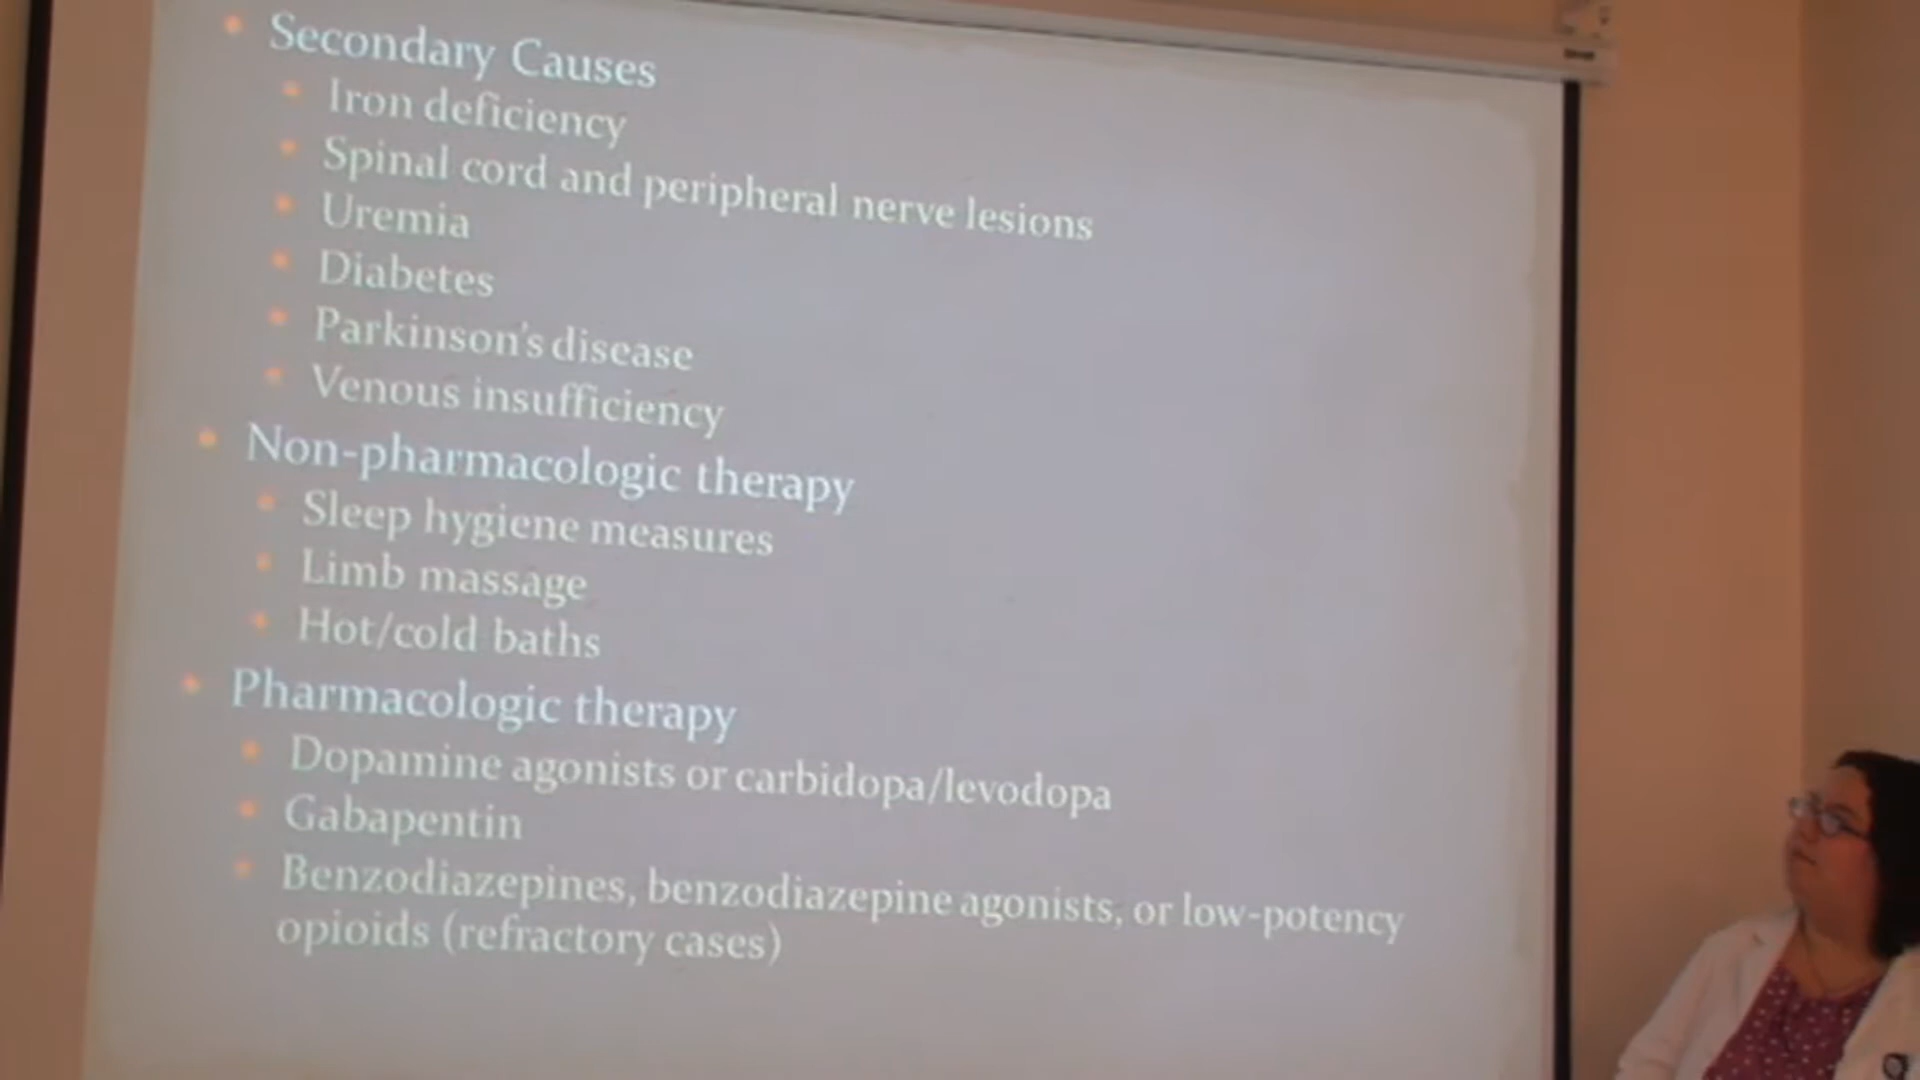 Secondary Causes
Iron deficiency
Spinal cord and peripheral nerve lesions
Uremia
Diabetes
Parkinson's disease
Venous insufficiency
Non-pharmacologic therapy
Sleep hygiene measures
Limb massage
Hot/cold baths
Pharmacologic therapy
Dopamine agonists or carbidopa/levodopa
Gabapentin
Benzodiazepines, benzodiazepine agonists, or low-potency
opioids (refractory cases)